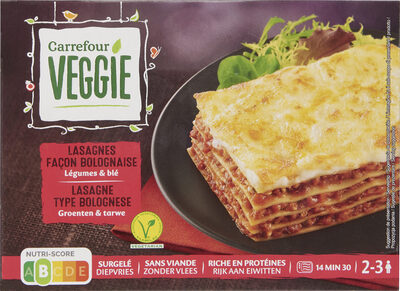 Carrefour
VEGGIE
LASAGNES
FAÇON BOLOGNAISE
Légumes & blé
LASAGNE
TYPE BOLOGNESE
Groenten & tarwe
VEGETARIAN
NUTRI-SCORE
A B C D E
SURGELÉ
DIEPVRIES
SANS VIANDE
ZONDER VLEES
RICHE EN PROTÉINES
RIJK AAN EIWITTEN
14 MIN 30
2-3